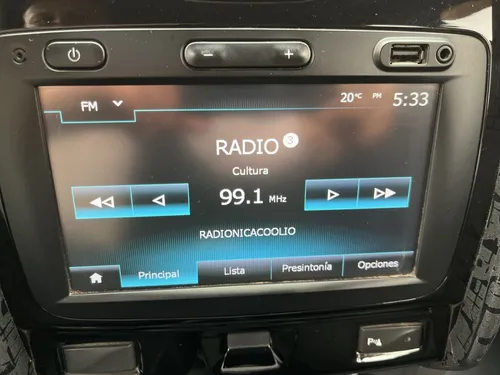 − +
FM 20°C PM 5:33
RADIO 3
Cultura
99.1 MHz
RADIONICACOOLIO
Principal Lista Presintonía Opciones